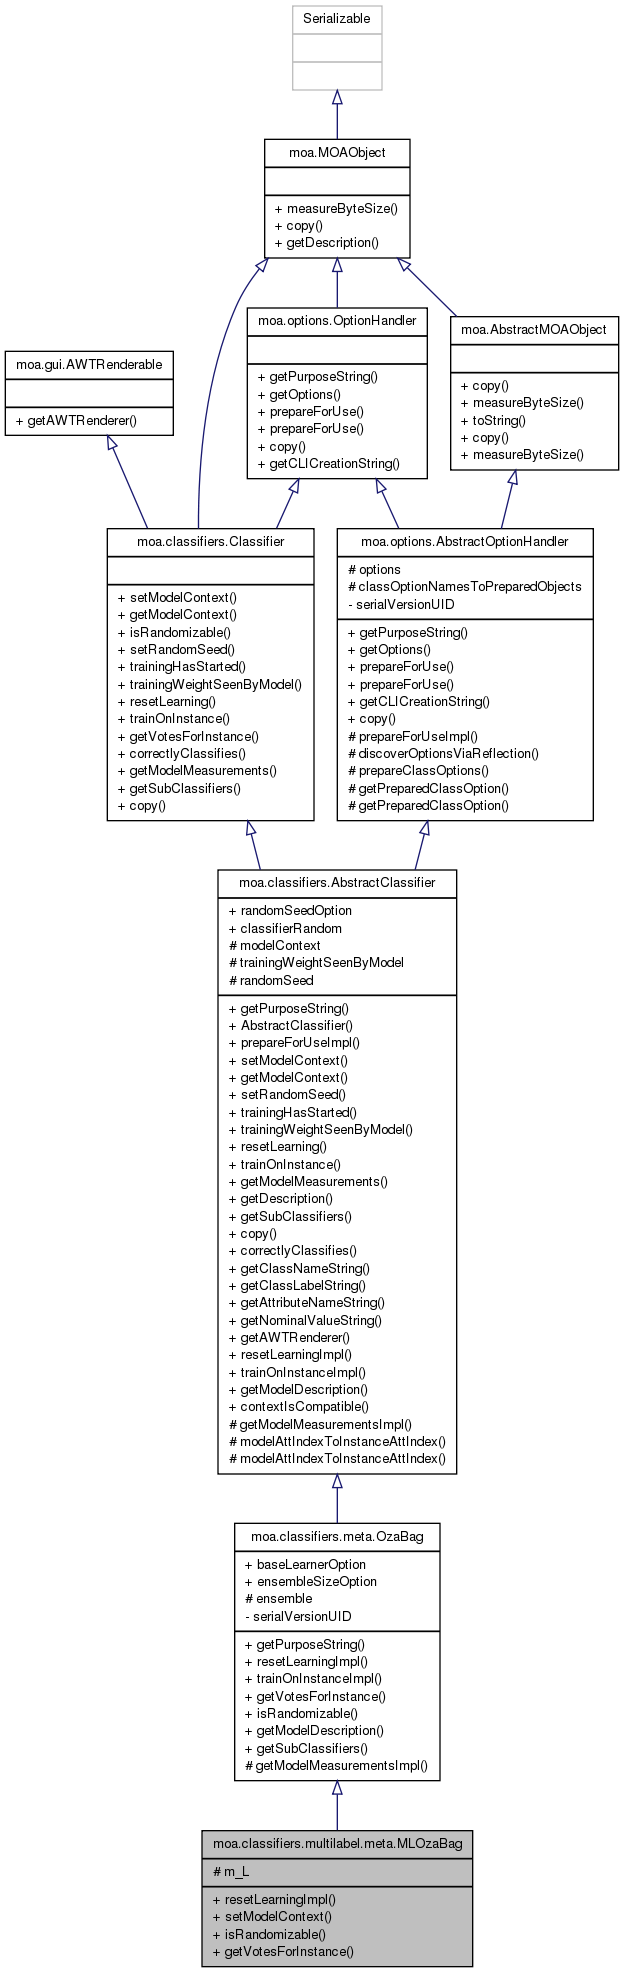 Serializable
moa.MOAObject
+ measureByteSize()
+ copy()
+ getDescription()
moa.options.OptionHandler
+ getPurposeString()
+ getOptions()
+ prepareForUse()
+ prepareForUse()
+ copy()
+ getCLICreationString()
moa.AbstractMOAObject
+ copy()
+ measureByteSize()
+ toString()
+ copy()
+ measureByteSize()
moa.gui.AWTRenderable
+ getAWTRenderer()
moa.classifiers.Classifier
+ setModelContext()
+ getModelContext()
+ isRandomizable()
+ setRandomSeed()
+ trainingHasStarted()
+ trainingWeightSeenByModel()
+ resetLearning()
+ trainOnInstance()
+ getVotesForInstance()
+ correctlyClassifies()
+ getModelMeasurements()
+ getSubClassifiers()
+ copy()
moa.options.AbstractOptionHandler
# options
# classOptionNamesToPreparedObjects
- serialVersionUID
+ getPurposeString()
+ getOptions()
+ prepareForUse()
+ prepareForUse()
+ getCLICreationString()
+ copy()
# prepareForUseImpl()
# discoverOptionsViaReflection()
# prepareClassOptions()
# getPreparedClassOption()
# getPreparedClassOption()
moa.classifiers.AbstractClassifier
+ randomSeedOption
+ classifierRandom
# modelContext
# trainingWeightSeenByModel
# randomSeed
+ getPurposeString()
+ AbstractClassifier()
+ prepareForUseImpl()
+ setModelContext()
+ getModelContext()
+ setRandomSeed()
+ trainingHasStarted()
+ trainingWeightSeenByModel()
+ resetLearning()
+ trainOnInstance()
+ getModelMeasurements()
+ getDescription()
+ getSubClassifiers()
+ copy()
+ correctlyClassifies()
+ getClassNameString()
+ getClassLabelString()
+ getAttributeNameString()
+ getNominalValueString()
+ getAWTRenderer()
+ resetLearningImpl()
+ trainOnInstanceImpl()
+ getModelDescription()
+ contextIsCompatible()
# getModelMeasurementsImpl()
# modelAttIndexToInstanceAttIndex()
# modelAttIndexToInstanceAttIndex()
moa.classifiers.meta.OzaBag
+ baseLearnerOption
+ ensembleSizeOption
# ensemble
- serialVersionUID
+ getPurposeString()
+ resetLearningImpl()
+ trainOnInstanceImpl()
+ getVotesForInstance()
+ isRandomizable()
+ getModelDescription()
+ getSubClassifiers()
# getModelMeasurementsImpl()
moa.classifiers.multilabel.meta.MLOzaBag
# m_L
+ resetLearningImpl()
+ setModelContext()
+ isRandomizable()
+ getVotesForInstance()